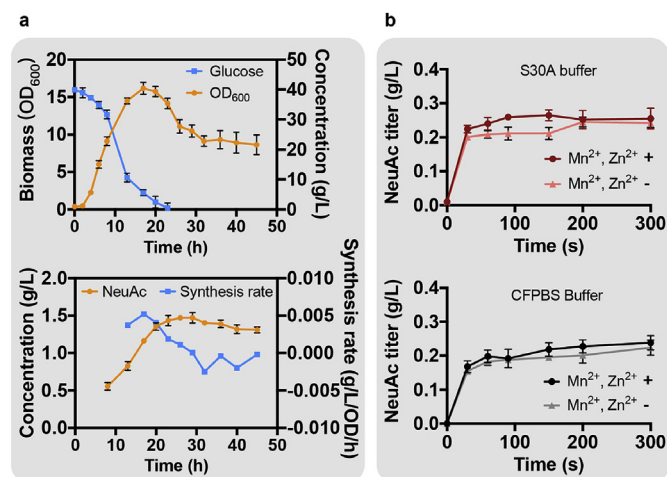 a
20
15
10
5
0
Biomass (OD600)
50
40
30
20
10
0
Concentration (g/L)
Glucose
OD600
0 10 20 30 40 50
Time (h)
2.0
1.5
1.0
0.5
0.0
Concentration (g/L)
0.010
0.005
0.000
-0.005
-0.010
Synthesis rate (g/L/OD/h)
NeuAc Synthesis rate
0 10 20 30 40 50
Time (h)
b
S30A buffer
0.4
0.3
0.2
0.1
0.0
NeuAc titer (g/L)
Mn2+, Zn2+ +
Mn2+, Zn2+ -
0 100 200 300
Time (s)
CFPBS Buffer
0.4
0.3
0.2
0.1
0.0
NeuAc titer (g/L)
Mn2+, Zn2+ +
Mn2+, Zn2+ -
0 100 200 300
Time (s)